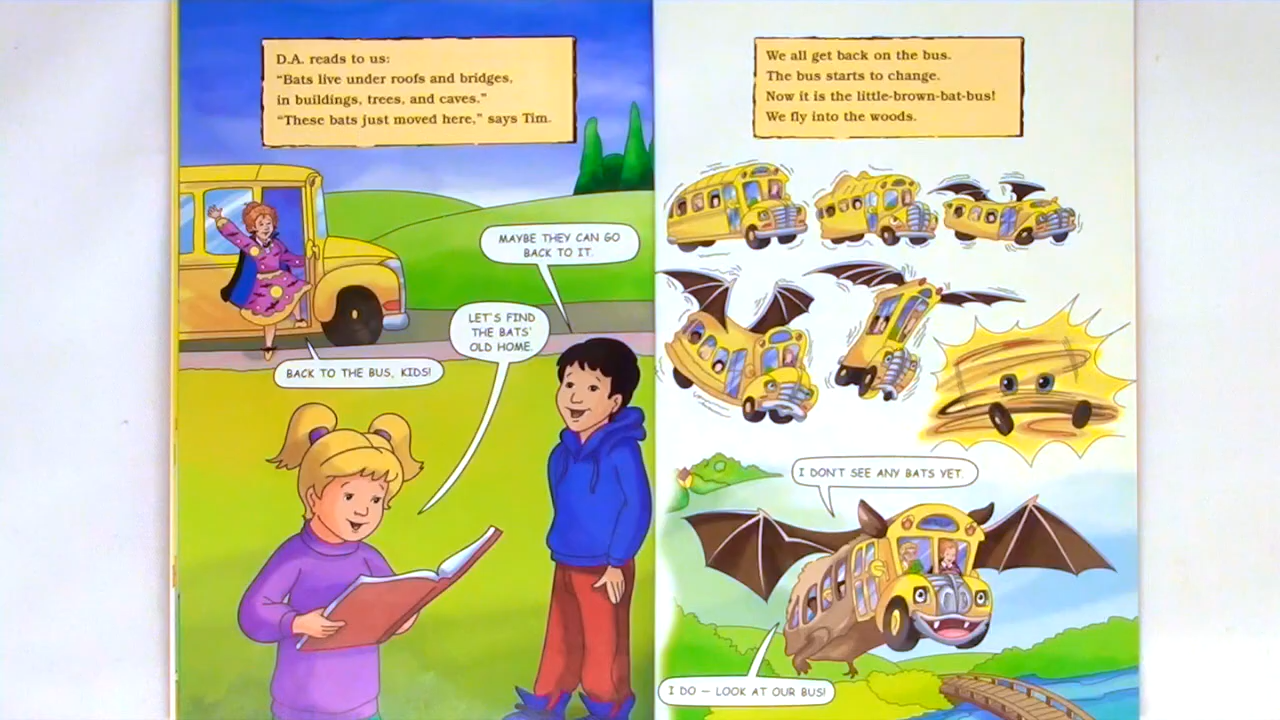 D.A. reads to us:
“Bats live under roofs and bridges,
in buildings, trees, and caves.”
“These bats just moved here,” says Tim.
MAYBE THEY CAN GO
BACK TO IT.
LET'S FIND
THE BATS'
OLD HOME.
BACK TO THE BUS, KIDS!
We all get back on the bus.
The bus starts to change.
Now it is the little-brown-bat-bus!
We fly into the woods.
I DON'T SEE ANY BATS YET.
I DO – LOOK AT OUR BUS!